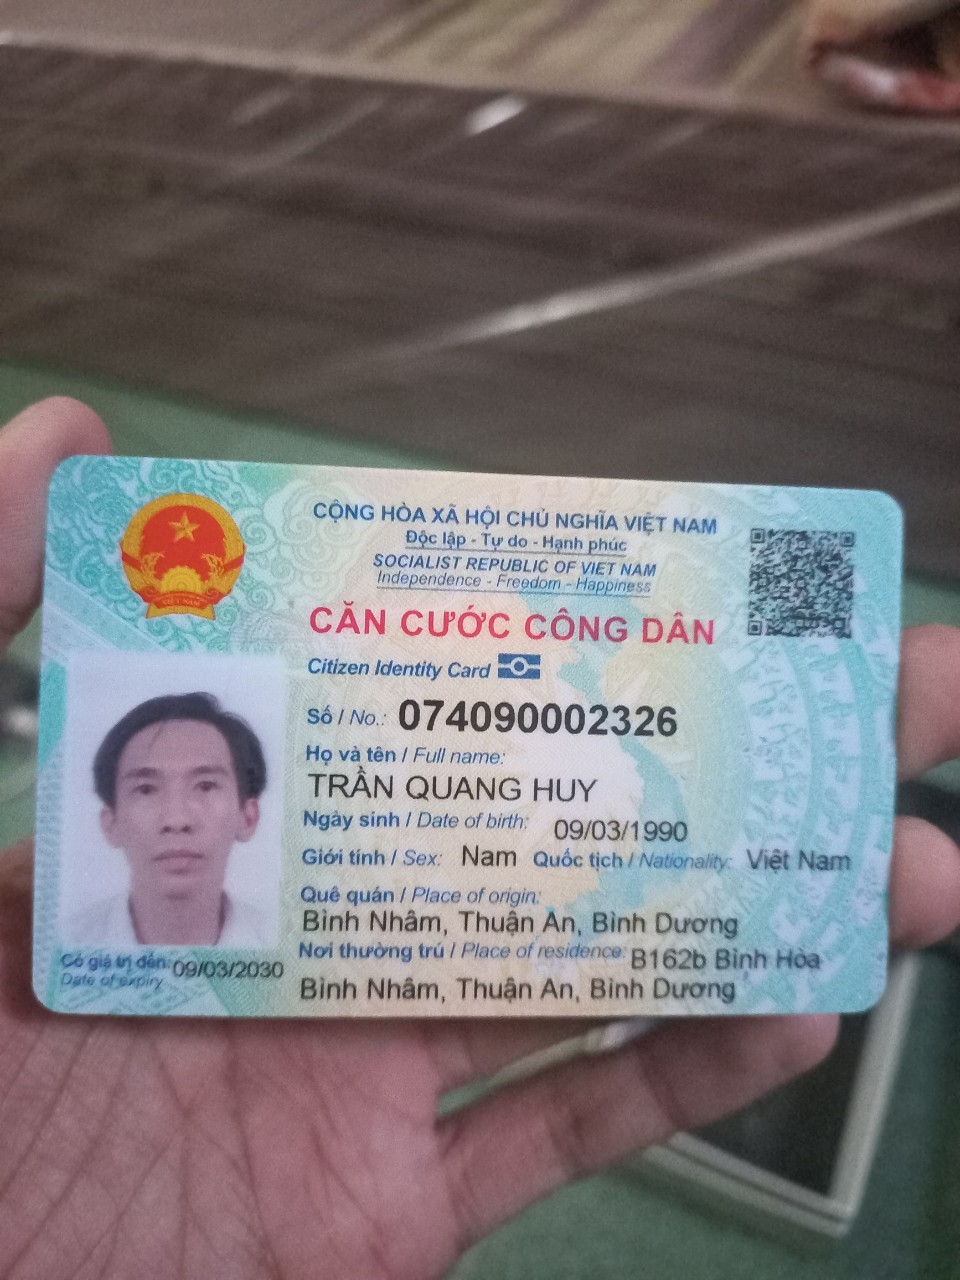 CỘNG HÒA XÃ HỘI CHỦ NGHĨA VIỆT NAM
Độc lập - Tự do - Hạnh phúc
SOCIALIST REPUBLIC OF VIET NAM
Independence - Freedom - Happiness
CĂN CƯỚC CÔNG DÂN
Citizen Identity Card
Số / No.: 074090002326
Họ và tên / Full name:
TRẦN QUANG HUY
Ngày sinh / Date of birth: 09/03/1990
Giới tính / Sex: Nam Quốc tịch / Nationality: Việt Nam
Quê quán / Place of origin:
Bình Nhâm, Thuận An, Bình Dương
Nơi thường trú / Place of residence: B162b Bình Hòa
Bình Nhâm, Thuận An, Bình Dương
Có giá trị đến: 09/03/2030
Date of expiry
VIỆT NAM